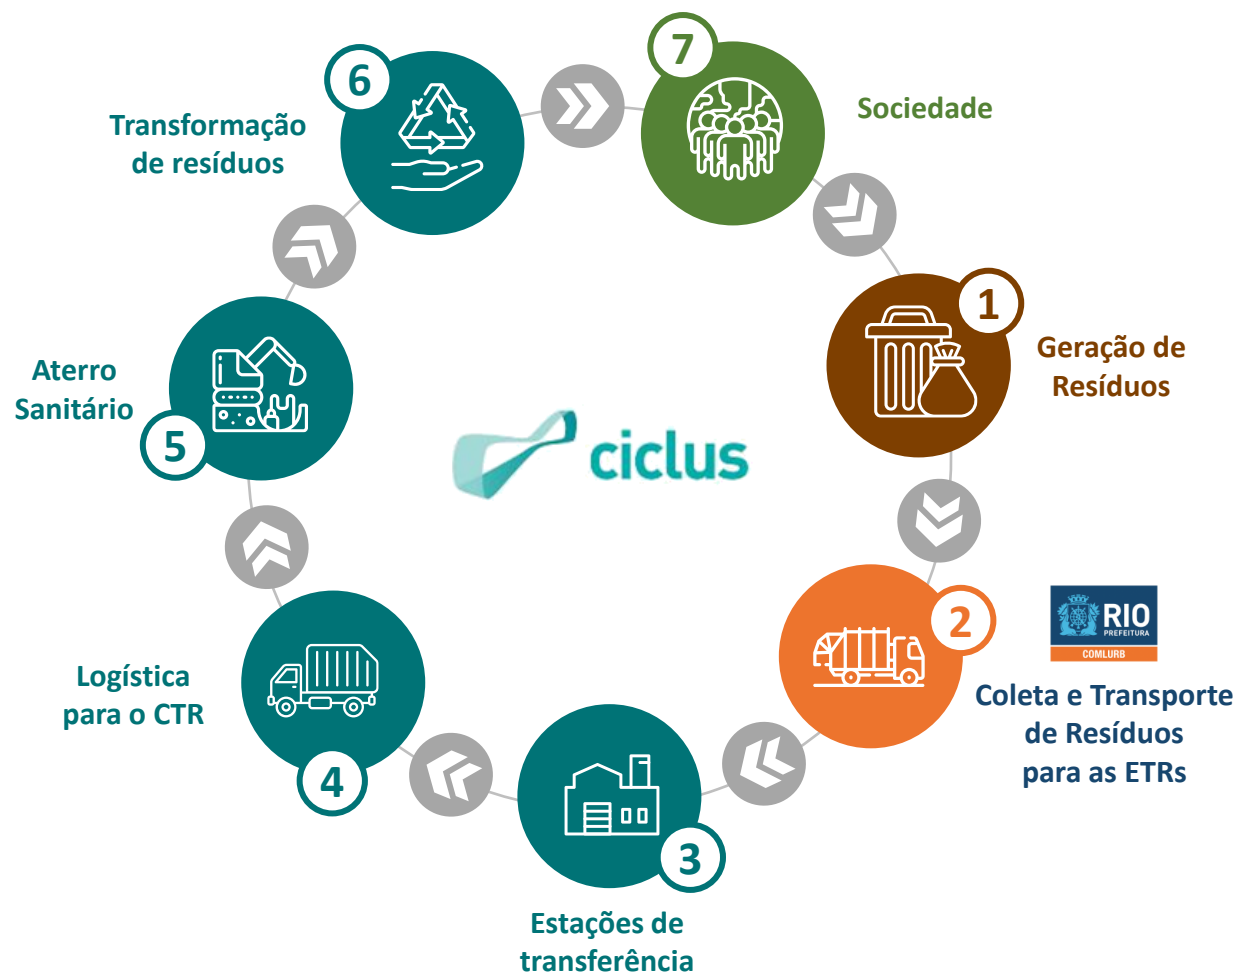 7
Sociedade
6
Transformação
de resíduos
1
Geração de
Resíduos
Aterro
Sanitário
5
ciclus
2
RIO
PREFEITURA
COMLURB
Coleta e Transporte
de Resíduos
para as ETRs
Logística
para o CTR
4
3
Estações de
transferência